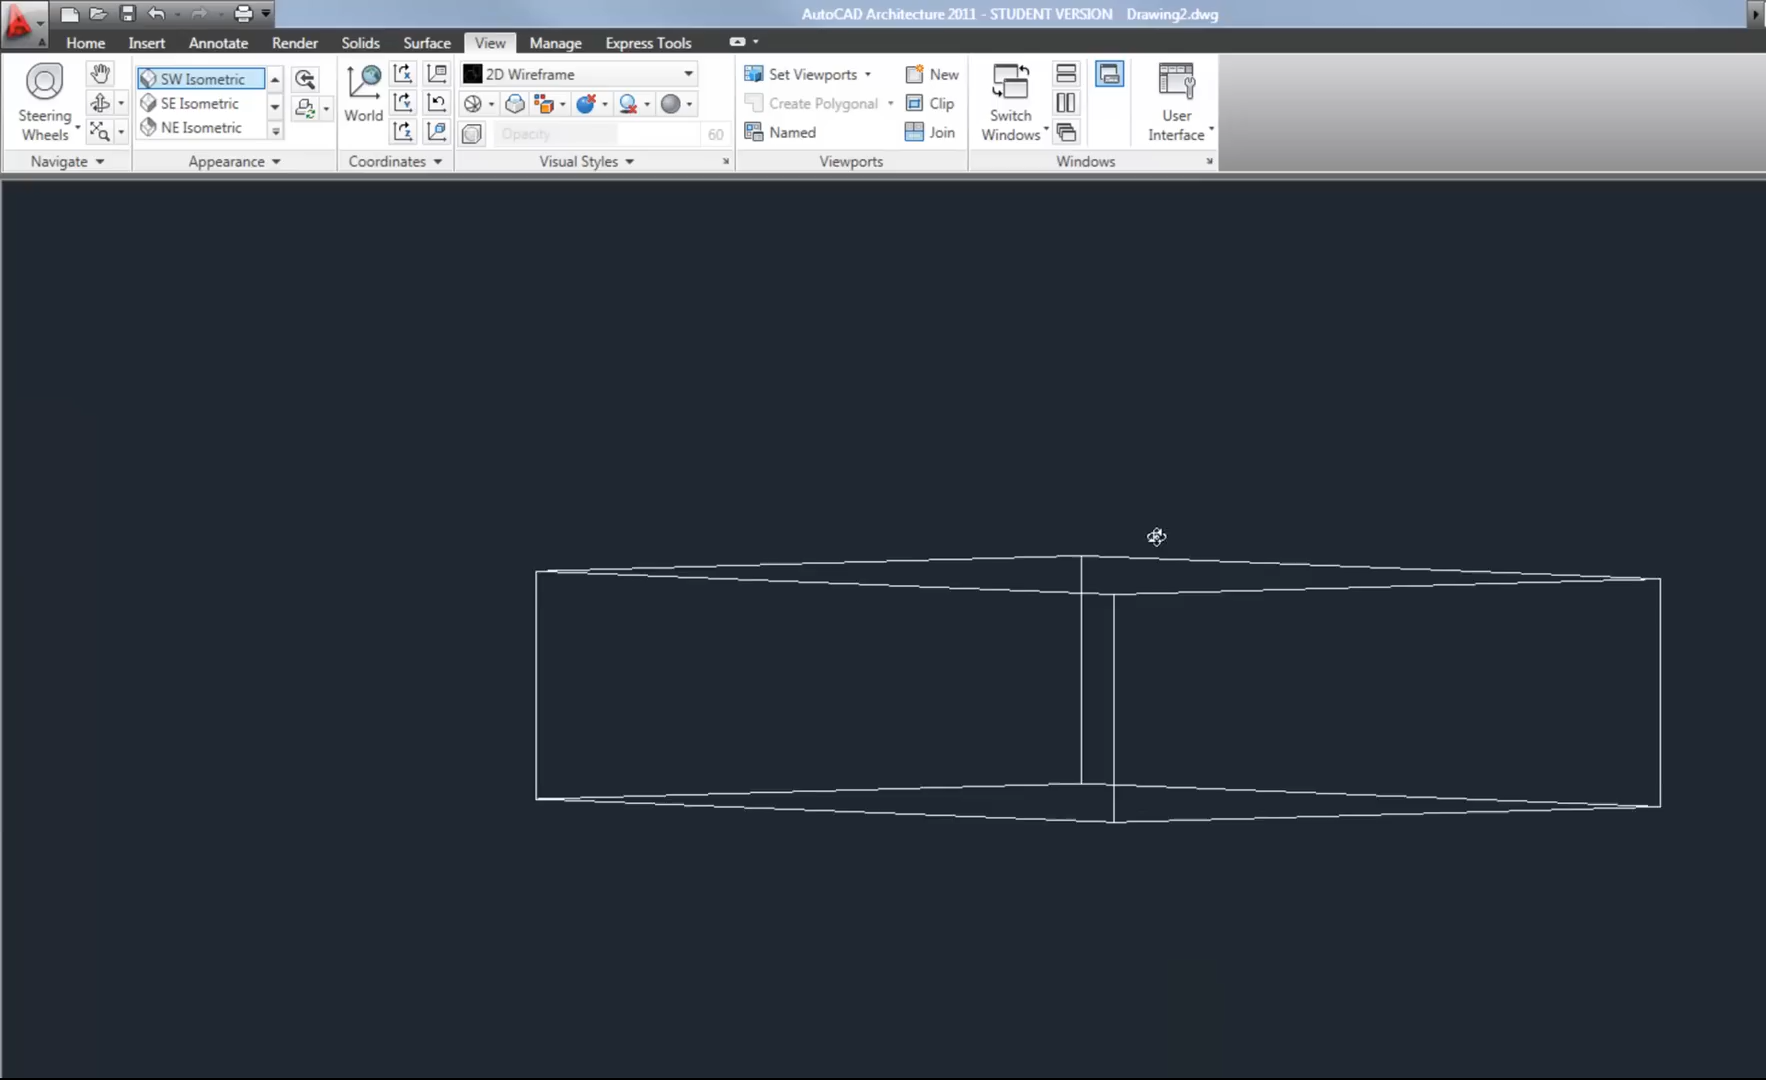 AutoCAD Architecture 2011 - STUDENT VERSION Drawing2.dwg
Home Insert Annotate Render Solids Surface View Manage Express Tools
SW Isometric
SE Isometric
NE Isometric
Steering
Wheels
World
2D Wireframe
Opacity 60
Set Viewports New
Create Polygonal Clip
Named Join
Switch
Windows
User
Interface
Navigate Appearance Coordinates Visual Styles Viewports Windows